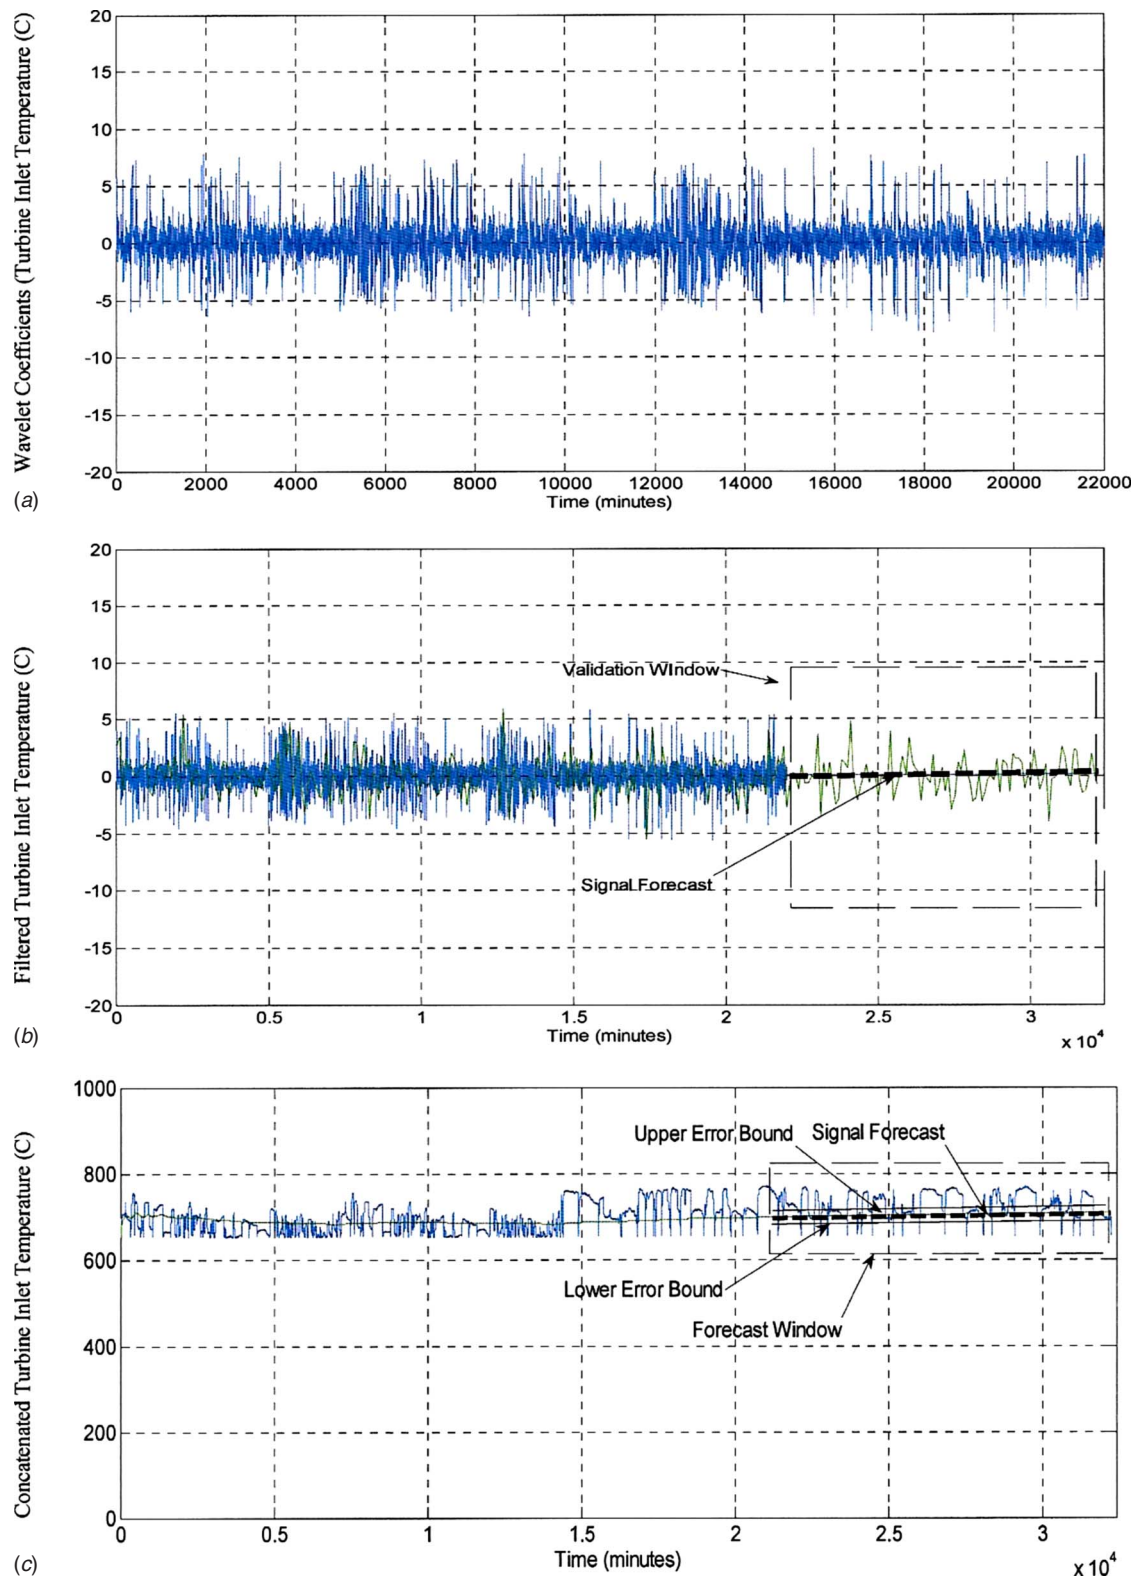 Wavelet Coefficients (Turbine Inlet Temperature (C)
20
15
10
5
0
-5
-10
-15
-20
0 2000 4000 6000 8000 10000 12000 14000 16000 18000 20000 22000
Time (minutes)
(a)
Filtered Turbine Inlet Temperature (C)
20
15
10
5
0
-5
-10
-15
-20
Validation Window
Signal Forecast
0 0.5 1 1.5 2 2.5 3
Time (minutes)
x 10^4
(b)
Concatenated Turbine Inlet Temperature (C)
1000
800
600
400
200
0
Upper Error Bound
Signal Forecast
Lower Error Bound
Forecast Window
0 0.5 1 1.5 2 2.5 3
Time (minutes)
x 10^4
(c)